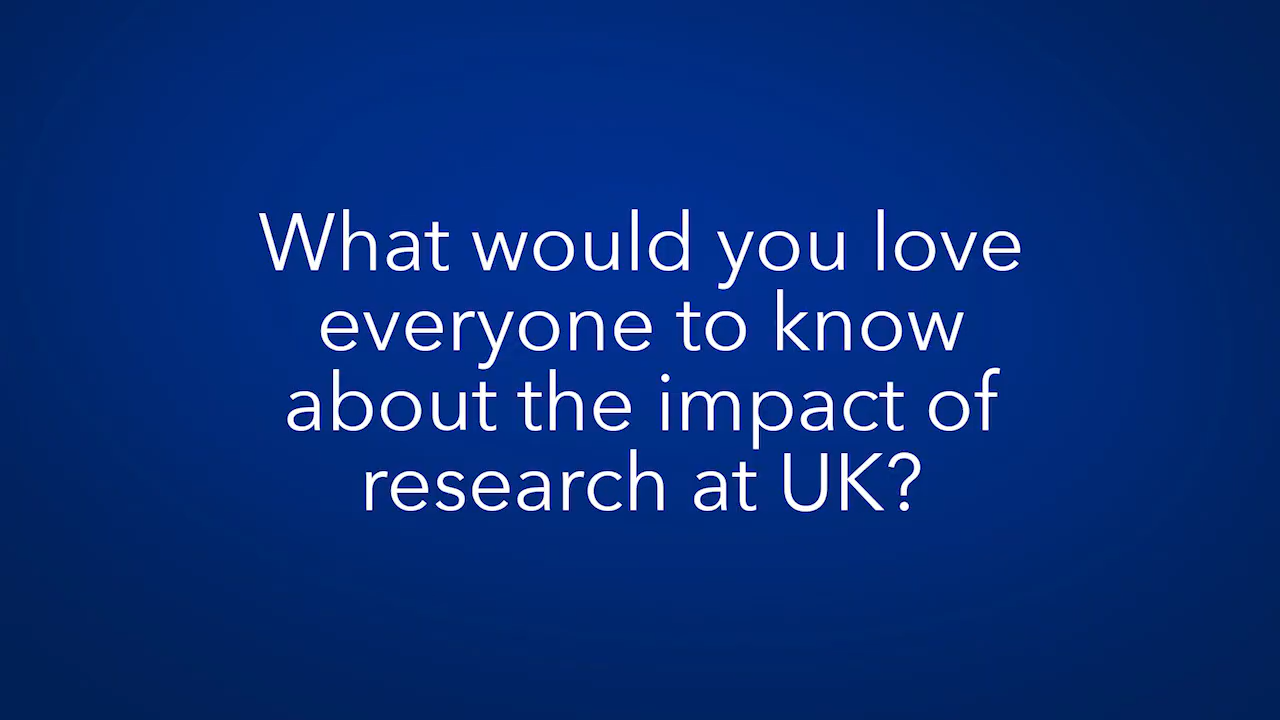 What would you love
everyone to know
about the impact of
research at UK?